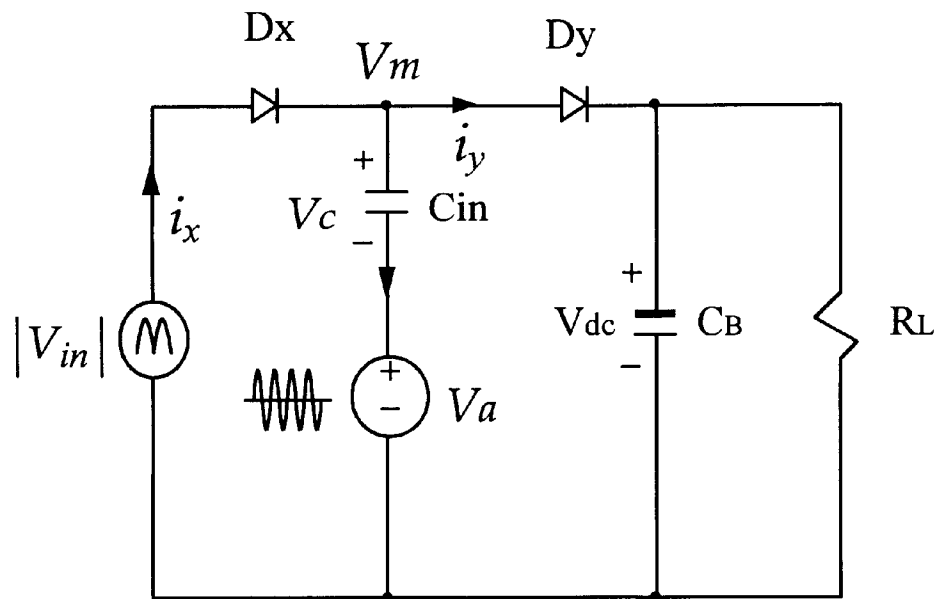 Dx
Dy
Vm
+
iy
Vc
Cin
−
ix
+
Vdc
CB
−
RL
|Vin|
+
−
Va